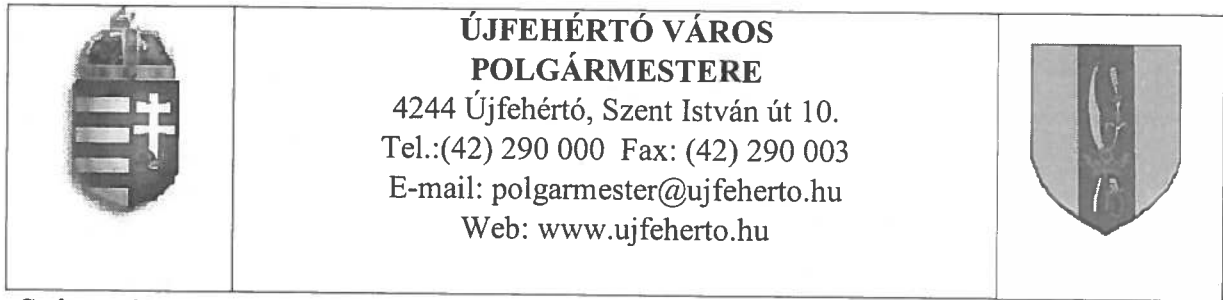 ÚJFEHÉRTÓ VÁROS
POLGÁRMESTERE
4244 Újfehértó, Szent István út 10.
Tel.:(42) 290 000 Fax: (42) 290 003
E-mail: polgarmester@ujfeherto.hu
Web: www.ujfeherto.hu